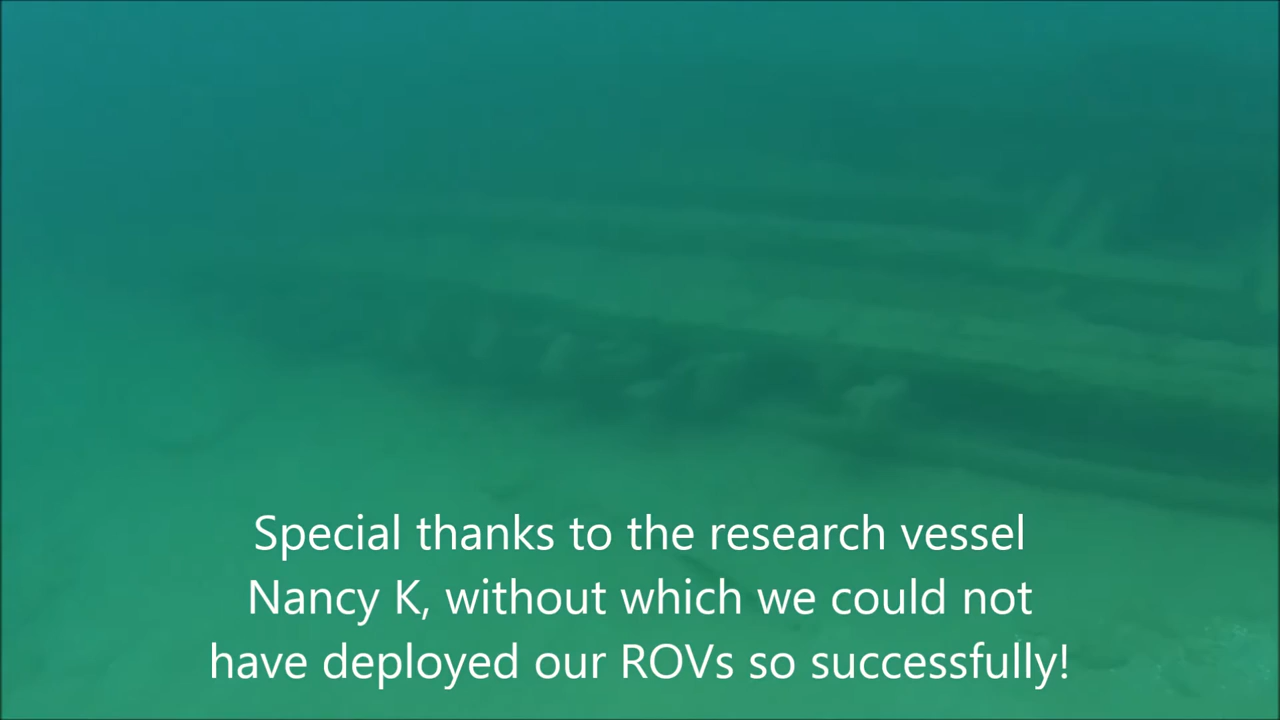 Special thanks to the research vessel
Nancy K, without which we could not
have deployed our ROVs so successfully!